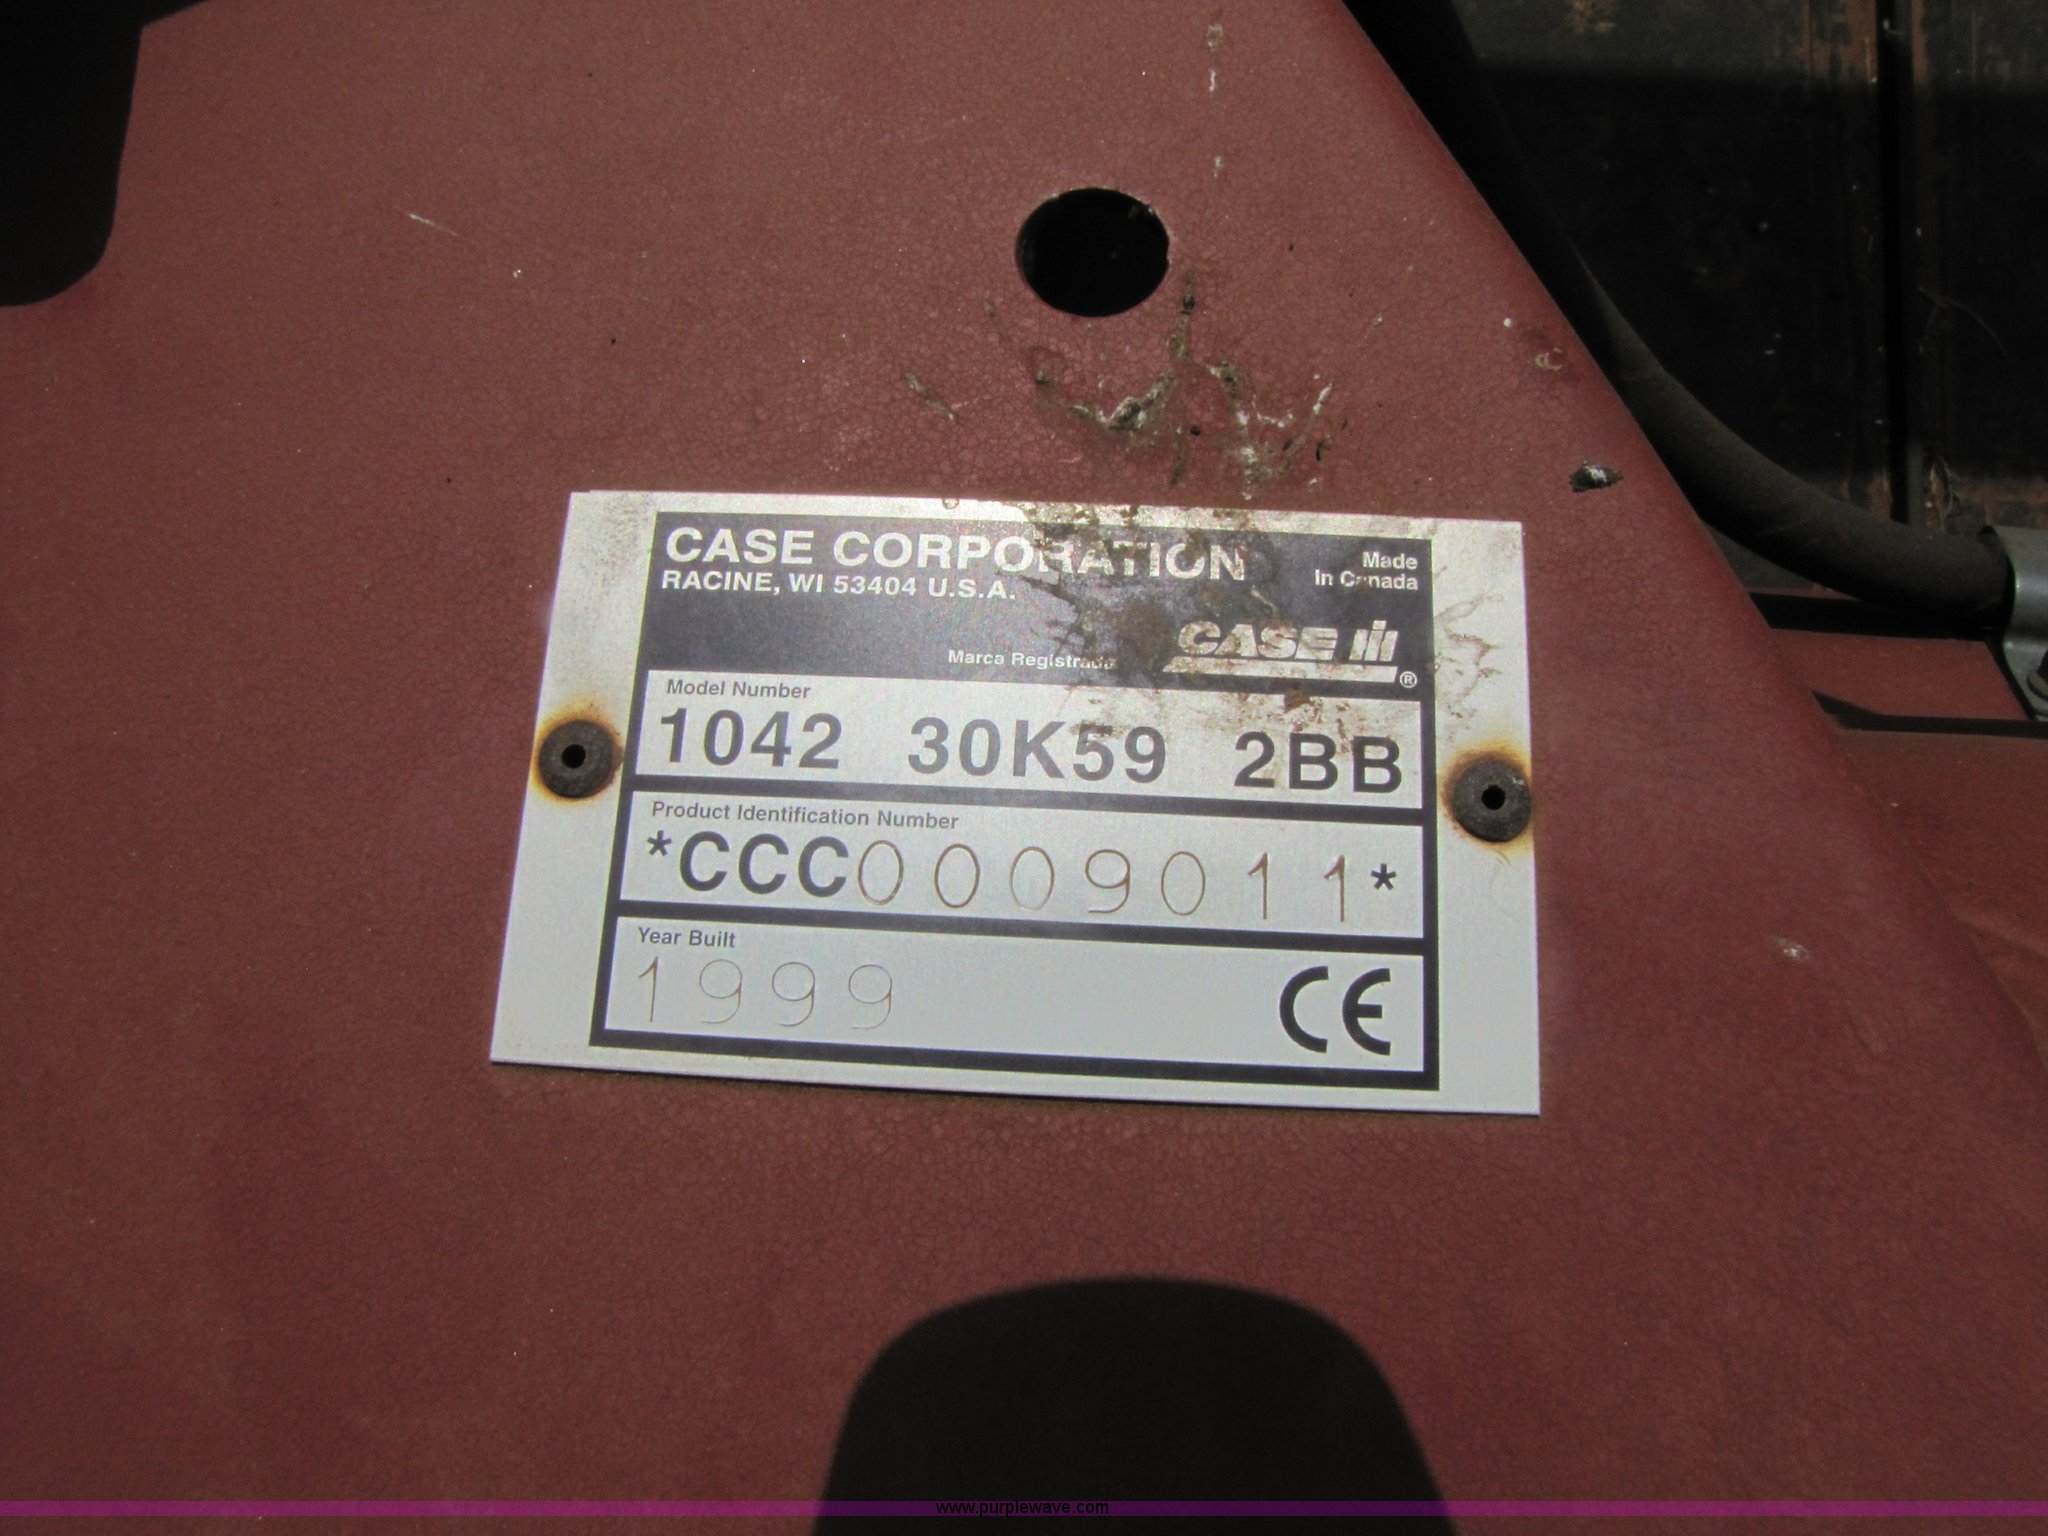 CASE CORPORATION
Made
In Canada
RACINE, WI 53404 U.S.A.
CASE IH
Marca Registrada ®
Model Number
1042 30K59 2BB
Product Identification Number
*CCC0009011*
Year Built
1999 CE
www.purplewave.com